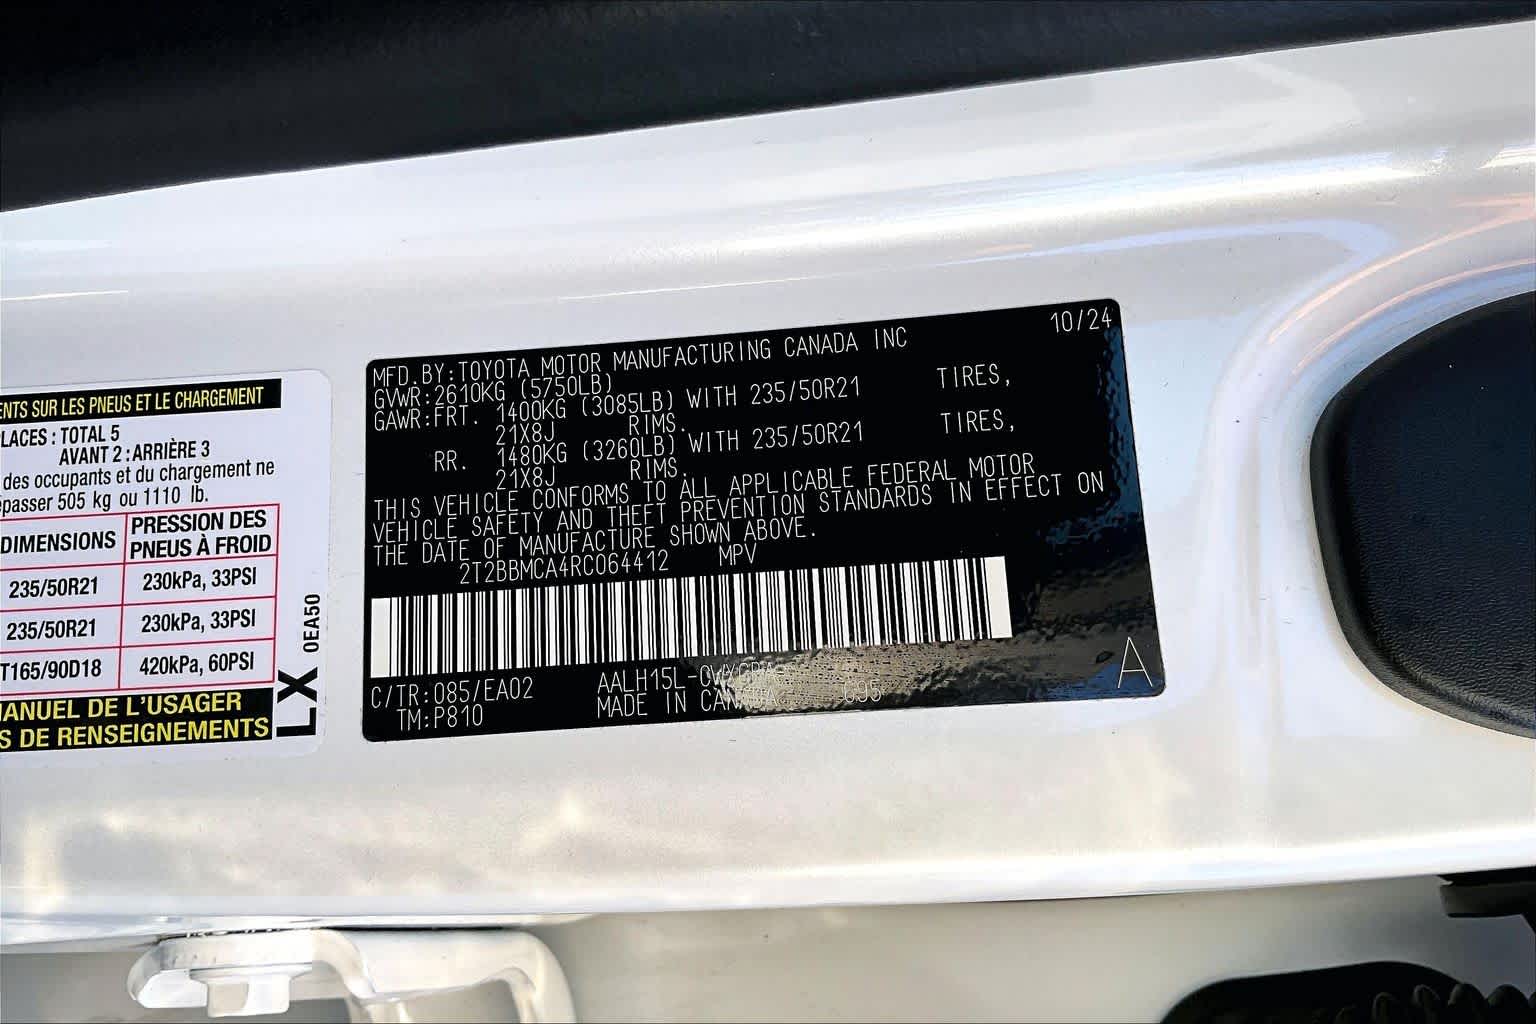 ENTS SUR LES PNEUS ET LE CHARGEMENT
PLACES : TOTAL 5
AVANT 2 : ARRIÈRE 3
des occupants et du chargement ne
épasser 505 kg ou 1110 lb.
DIMENSIONS PRESSION DES PNEUS À FROID
235/50R21 230kPa, 33PSI
235/50R21 230kPa, 33PSI
T165/90D18 420kPa, 60PSI
MANUEL DE L'USAGER
S DE RENSEIGNEMENTS
LX 0EA50
MFD.BY:TOYOTA MOTOR MANUFACTURING CANADA INC 10/24
GVWR:2610KG (5750LB)
GAWR:FRT. 1400KG (3085LB) WITH 235/50R21 TIRES,
21X8J RIMS.
RR. 1480KG (3260LB) WITH 235/50R21 TIRES,
21X8J RIMS.
THIS VEHICLE CONFORMS TO ALL APPLICABLE FEDERAL MOTOR
VEHICLE SAFETY AND THEFT PREVENTION STANDARDS IN EFFECT ON
THE DATE OF MANUFACTURE SHOWN ABOVE.
2T2BBMCA4RC064412 MPV
C/TR:085/EA02 AALH15L-
TM:P810 MADE IN CANADA
A